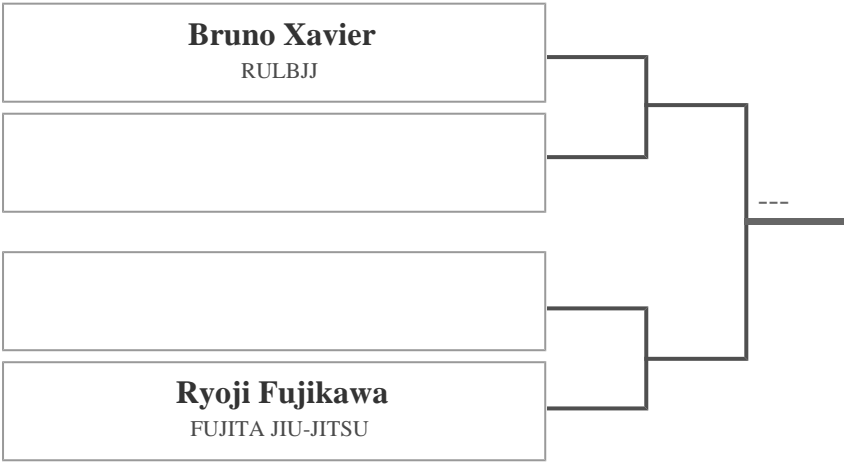 Bruno Xavier
RULBJJ
---
Ryoji Fujikawa
FUJITA JIU-JITSU